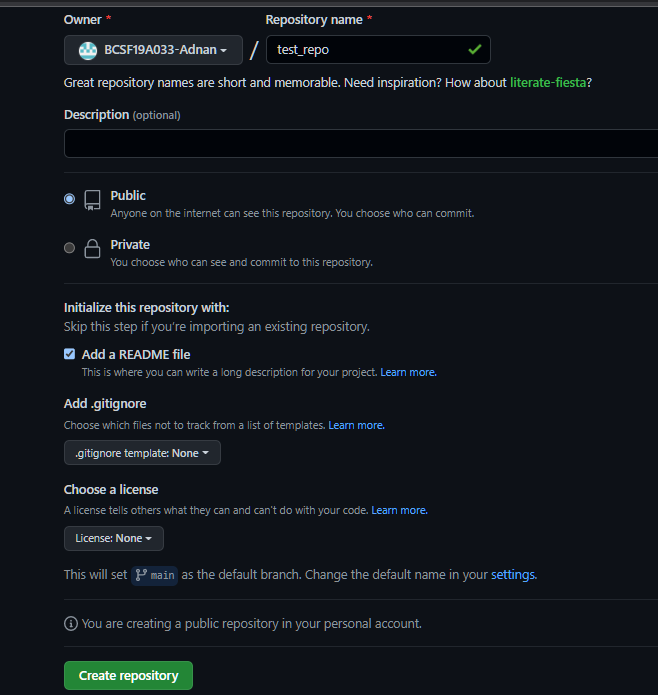 Owner * Repository name *
BCSF19A033-Adnan / test_repo
Great repository names are short and memorable. Need inspiration? How about literate-fiesta?
Description (optional)
Public
Anyone on the internet can see this repository. You choose who can commit.
Private
You choose who can see and commit to this repository.
Initialize this repository with:
Skip this step if you're importing an existing repository.
Add a README file
This is where you can write a long description for your project. Learn more.
Add .gitignore
Choose which files not to track from a list of templates. Learn more.
.gitignore template: None
Choose a license
A license tells others what they can and can't do with your code. Learn more.
License: None
This will set main as the default branch. Change the default name in your settings.
You are creating a public repository in your personal account.
Create repository